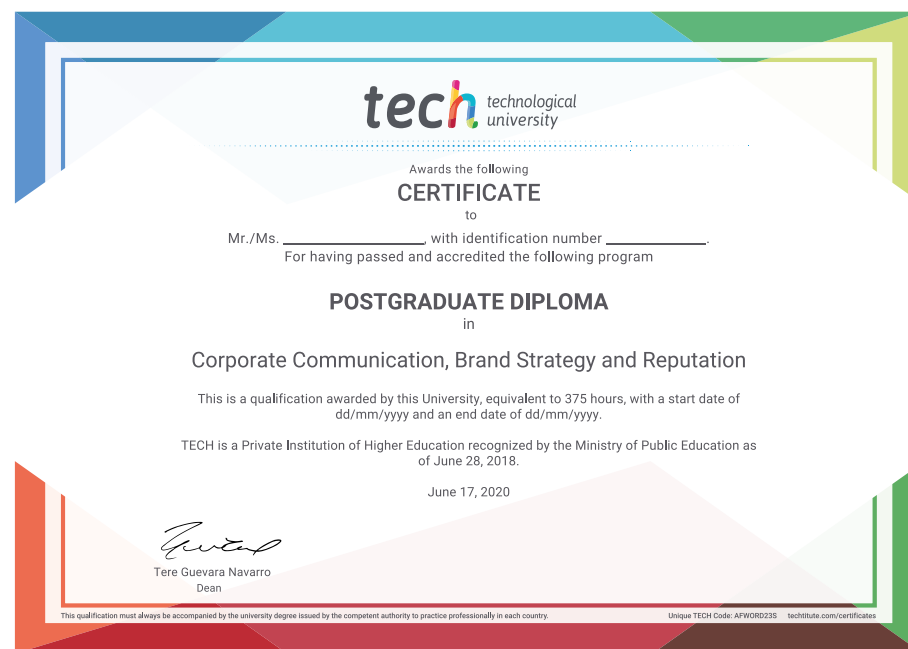 tech technological
university
Awards the following
CERTIFICATE
to
Mr./Ms. ____________________, with identification number ______________.
For having passed and accredited the following program
POSTGRADUATE DIPLOMA
in
Corporate Communication, Brand Strategy and Reputation
This is a qualification awarded by this University, equivalent to 375 hours, with a start date of
dd/mm/yyyy and an end date of dd/mm/yyyy.
TECH is a Private Institution of Higher Education recognized by the Ministry of Public Education as
of June 28, 2018.
June 17, 2020
Tere Guevara Navarro
Dean
This qualification must always be accompanied by the university degree issued by the competent authority to practice professionally in each country.
Unique TECH Code: AFWORD23S techtitute.com/certificates